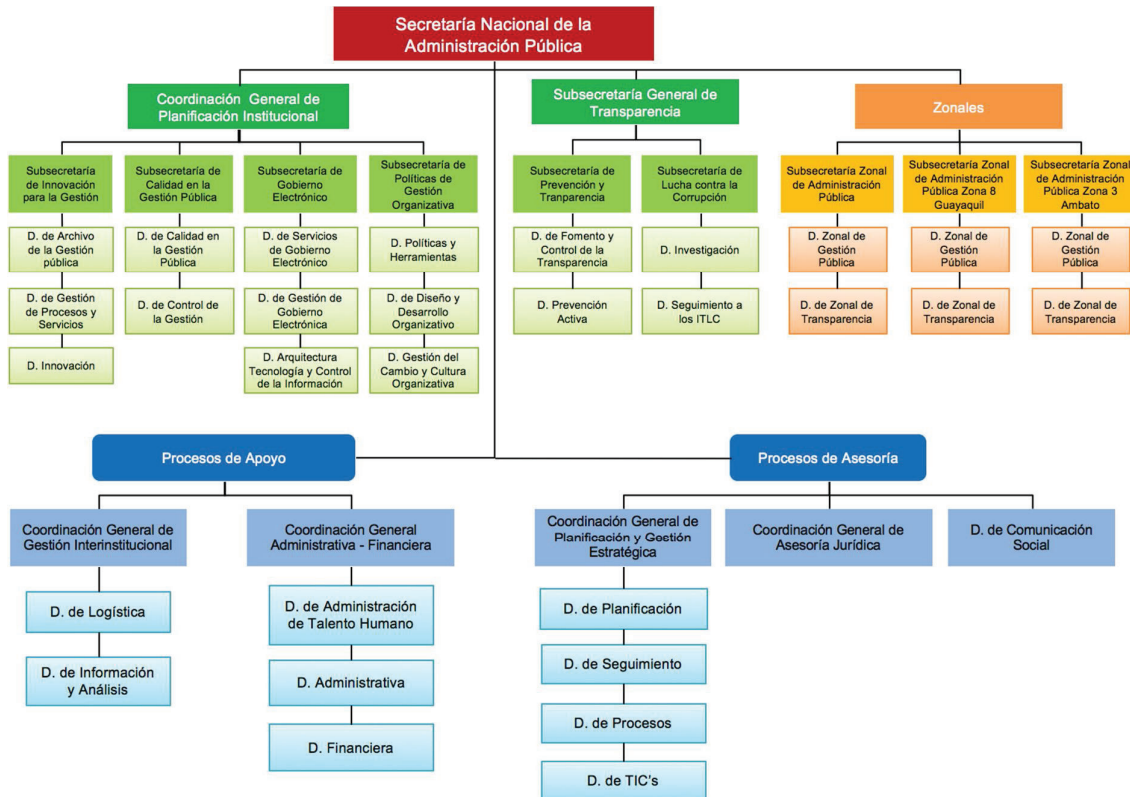 Secretaría Nacional de la
Administración Pública
Coordinación General de
Planificación Institucional
Subsecretaría General de
Transparencia
Zonales
Subsecretaría
de Innovación
para la Gestión
Subsecretaría de
Calidad en la
Gestión Pública
Subsecretaría de
Gobierno
Electrónico
Subsecretaría de
Políticas de
Gestión
Organizativa
Subsecretaría de
Prevención y
Tranparencia
Subsecretaría de
Lucha contra la
Corrupción
Subsecretaría Zonal
de Administración
Pública
Subsecretaría Zonal
de Administración
Pública Zona 8
Guayaquil
Subsecretaría Zonal
de Administración
Pública Zona 3
Ambato
D. de Archivo
de la Gestión
pública
D. de Calidad en
la Gestión
Pública
D. de Servicios
de Gobierno
Electrónico
D. Políticas y
Herramientas
D. de Fomento y
Control de la
Transparencia
D. Investigación
D. Zonal de
Gestión
Pública
D. Zonal de
Gestión
Pública
D. Zonal de
Gestión
Pública
D. de Gestión
de Procesos y
Servicios
D. de Control de
la Gestión
D. de Gestión de
Gobierno
Electrónica
D. de Diseño y
Desarrollo
Organizativo
D. Prevención
Activa
D. Seguimiento a
los ITLC
D. de Zonal de
Transparencia
D. de Zonal de
Transparencia
D. de Zonal de
Transparencia
D. Innovación
D. Arquitectura
Tecnología y Control
de la Información
D. Gestión del
Cambio y Cultura
Organizativa
Procesos de Apoyo
Procesos de Asesoría
Coordinación General de
Gestión Interinstitucional
Coordinación General
Administrativa - Financiera
Coordinación General de
Planificación y Gestión
Estratégica
Coordinación General de
Asesoría Jurídica
D. de Comunicación
Social
D. de Logística
D. de Información
y Análisis
D. de Administración
de Talento Humano
D. Administrativa
D. Financiera
D. de Planificación
D. de Seguimiento
D. de Procesos
D. de TIC's